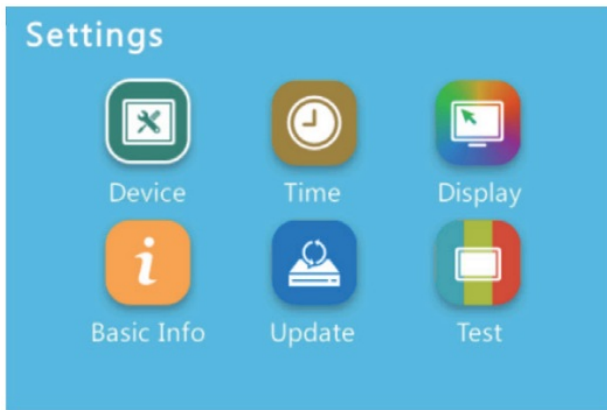 Settings
Device
Time
Display
Basic Info
Update
Test